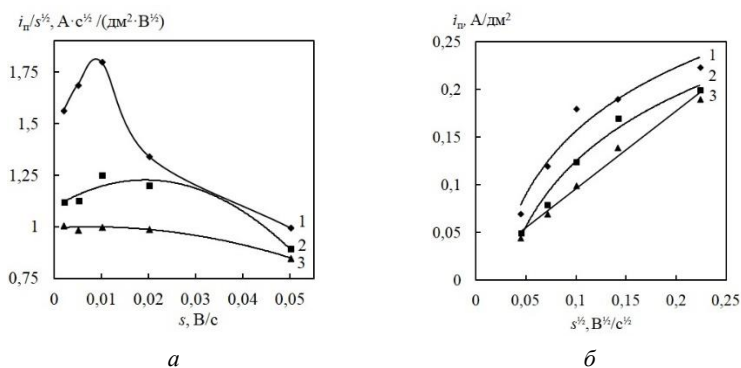 iп/s½, А·с½ /(дм²·В½)
1,75
1,5
1,25
1
0,75
0 0,01 0,02 0,03 0,04 0,05
s, В/с
1
2
3
а
iп, А/дм²
0,25
0,2
0,15
0,1
0,05
0
0 0,05 0,1 0,15 0,2 0,25
s½, В½/с½
1
2
3
б